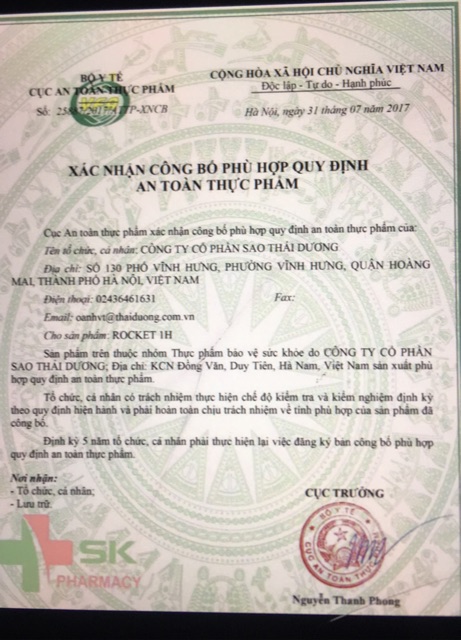 BỘ Y TẾ
CỤC AN TOÀN THỰC PHẨM
CỘNG HÒA XÃ HỘI CHỦ NGHĨA VIỆT NAM
Độc lập - Tự do - Hạnh phúc
Số: /ATTP-XNCB
Hà Nội, ngày 31 tháng 07 năm 2017
XÁC NHẬN CÔNG BỐ PHÙ HỢP QUY ĐỊNH
AN TOÀN THỰC PHẨM
Cục An toàn thực phẩm xác nhận công bố phù hợp quy định an toàn thực phẩm của:
Tên tổ chức, cá nhân: CÔNG TY CỔ PHẦN SAO THÁI DƯƠNG
Địa chỉ: SỐ 130 PHỐ VĨNH HƯNG, PHƯỜNG VĨNH HƯNG, QUẬN HOÀNG
MAI, THÀNH PHỐ HÀ NỘI, VIỆT NAM
Điện thoại: 02436461631 Fax:
Email: oanhvt@thaiduong.com.vn
Cho sản phẩm: ROCKET 1H
Sản phẩm trên thuộc nhóm Thực phẩm bảo vệ sức khỏe do CÔNG TY CỔ PHẦN
SAO THÁI DƯƠNG; Địa chỉ: KCN Đồng Văn, Duy Tiên, Hà Nam, Việt Nam sản xuất phù
hợp quy định an toàn thực phẩm.
Tổ chức, cá nhân có trách nhiệm thực hiện chế độ kiểm tra và kiểm nghiệm định kỳ
theo quy định hiện hành và phải hoàn toàn chịu trách nhiệm về tính phù hợp của sản phẩm đã
công bố.
Định kỳ 5 năm tổ chức, cá nhân phải thực hiện lại việc đăng ký bản công bố phù hợp
quy định an toàn thực phẩm.
Nơi nhận:
- Tổ chức, cá nhân;
- Lưu trữ.
CỤC TRƯỞNG
BỘ Y TẾ
CỤC AN TOÀN THỰC
SK
PHARMACY
Nguyễn Thanh Phong